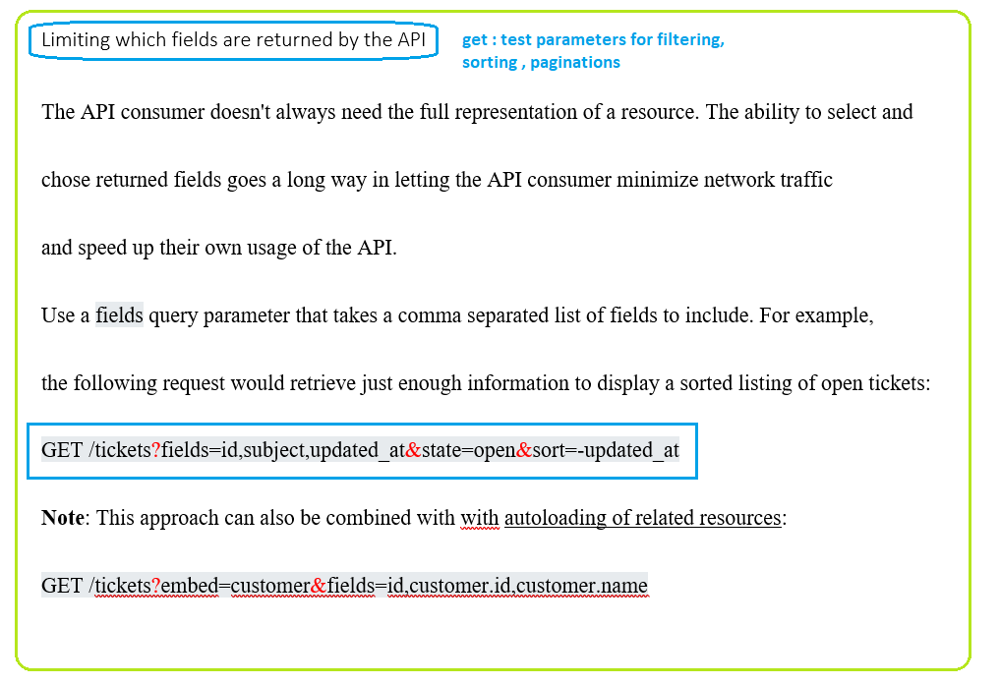 Limiting which fields are returned by the API
get : test parameters for filtering,
sorting , paginations
The API consumer doesn't always need the full representation of a resource. The ability to select and
chose returned fields goes a long way in letting the API consumer minimize network traffic
and speed up their own usage of the API.
Use a fields query parameter that takes a comma separated list of fields to include. For example,
the following request would retrieve just enough information to display a sorted listing of open tickets:
GET /tickets?fields=id,subject,updated_at&state=open&sort=-updated_at
Note: This approach can also be combined with with autoloading of related resources:
GET /tickets?embed=customer&fields=id,customer.id,customer.name